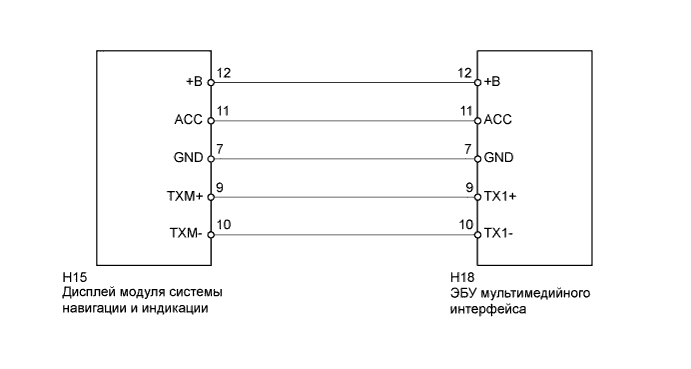 +B 12 12 +B
ACC 11 11 ACC
GND 7 7 GND
TXM+ 9 9 TX1+
TXM- 10 10 TX1-
H15
Дисплей модуля системы
навигации и индикации
H18
ЭБУ мультимедийного
интерфейса